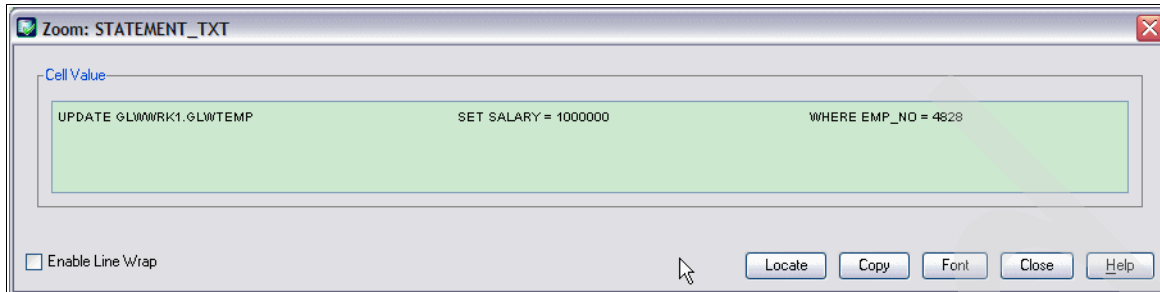 Zoom: STATEMENT_TXT
Cell Value
UPDATE GLWWRK1.GLWTEMP SET SALARY = 1000000 WHERE EMP_NO = 4828
Enable Line Wrap
Locate Copy Font Close Help